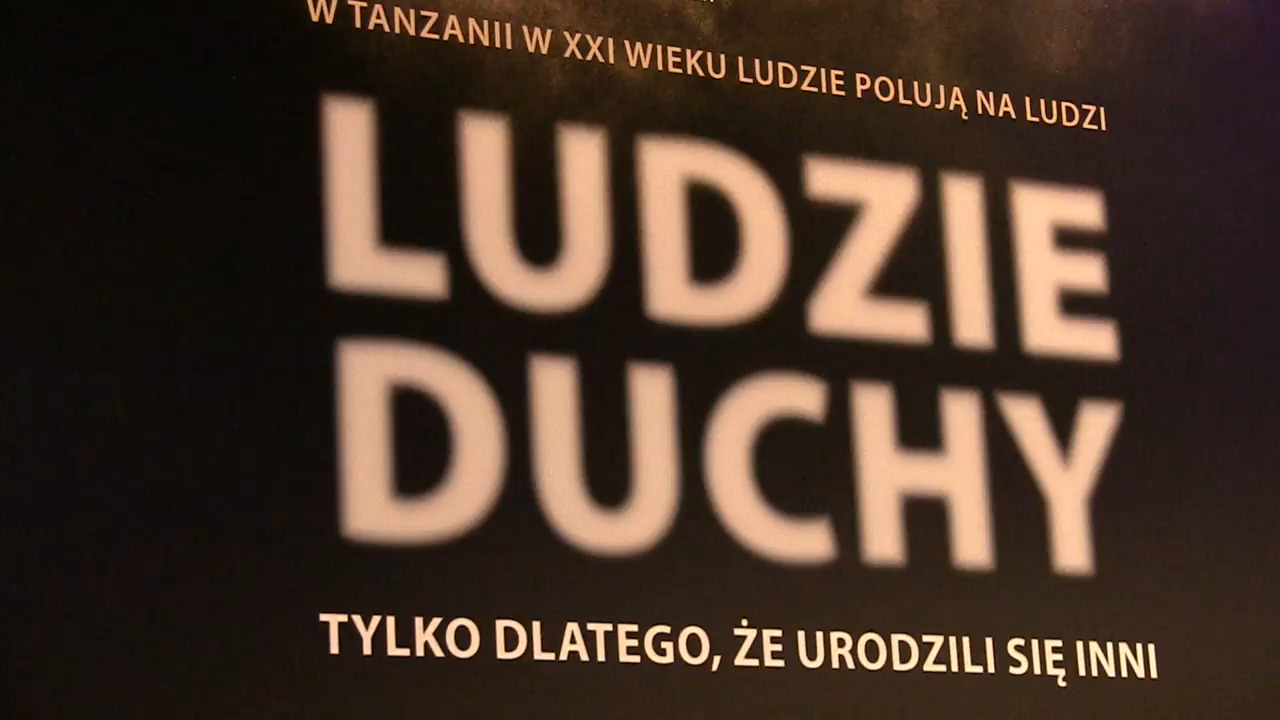 W TANZANII W XXI WIEKU LUDZIE POLUJĄ NA LUDZI
LUDZIE
DUCHY
TYLKO DLATEGO, ŻE URODZILI SIĘ INNI